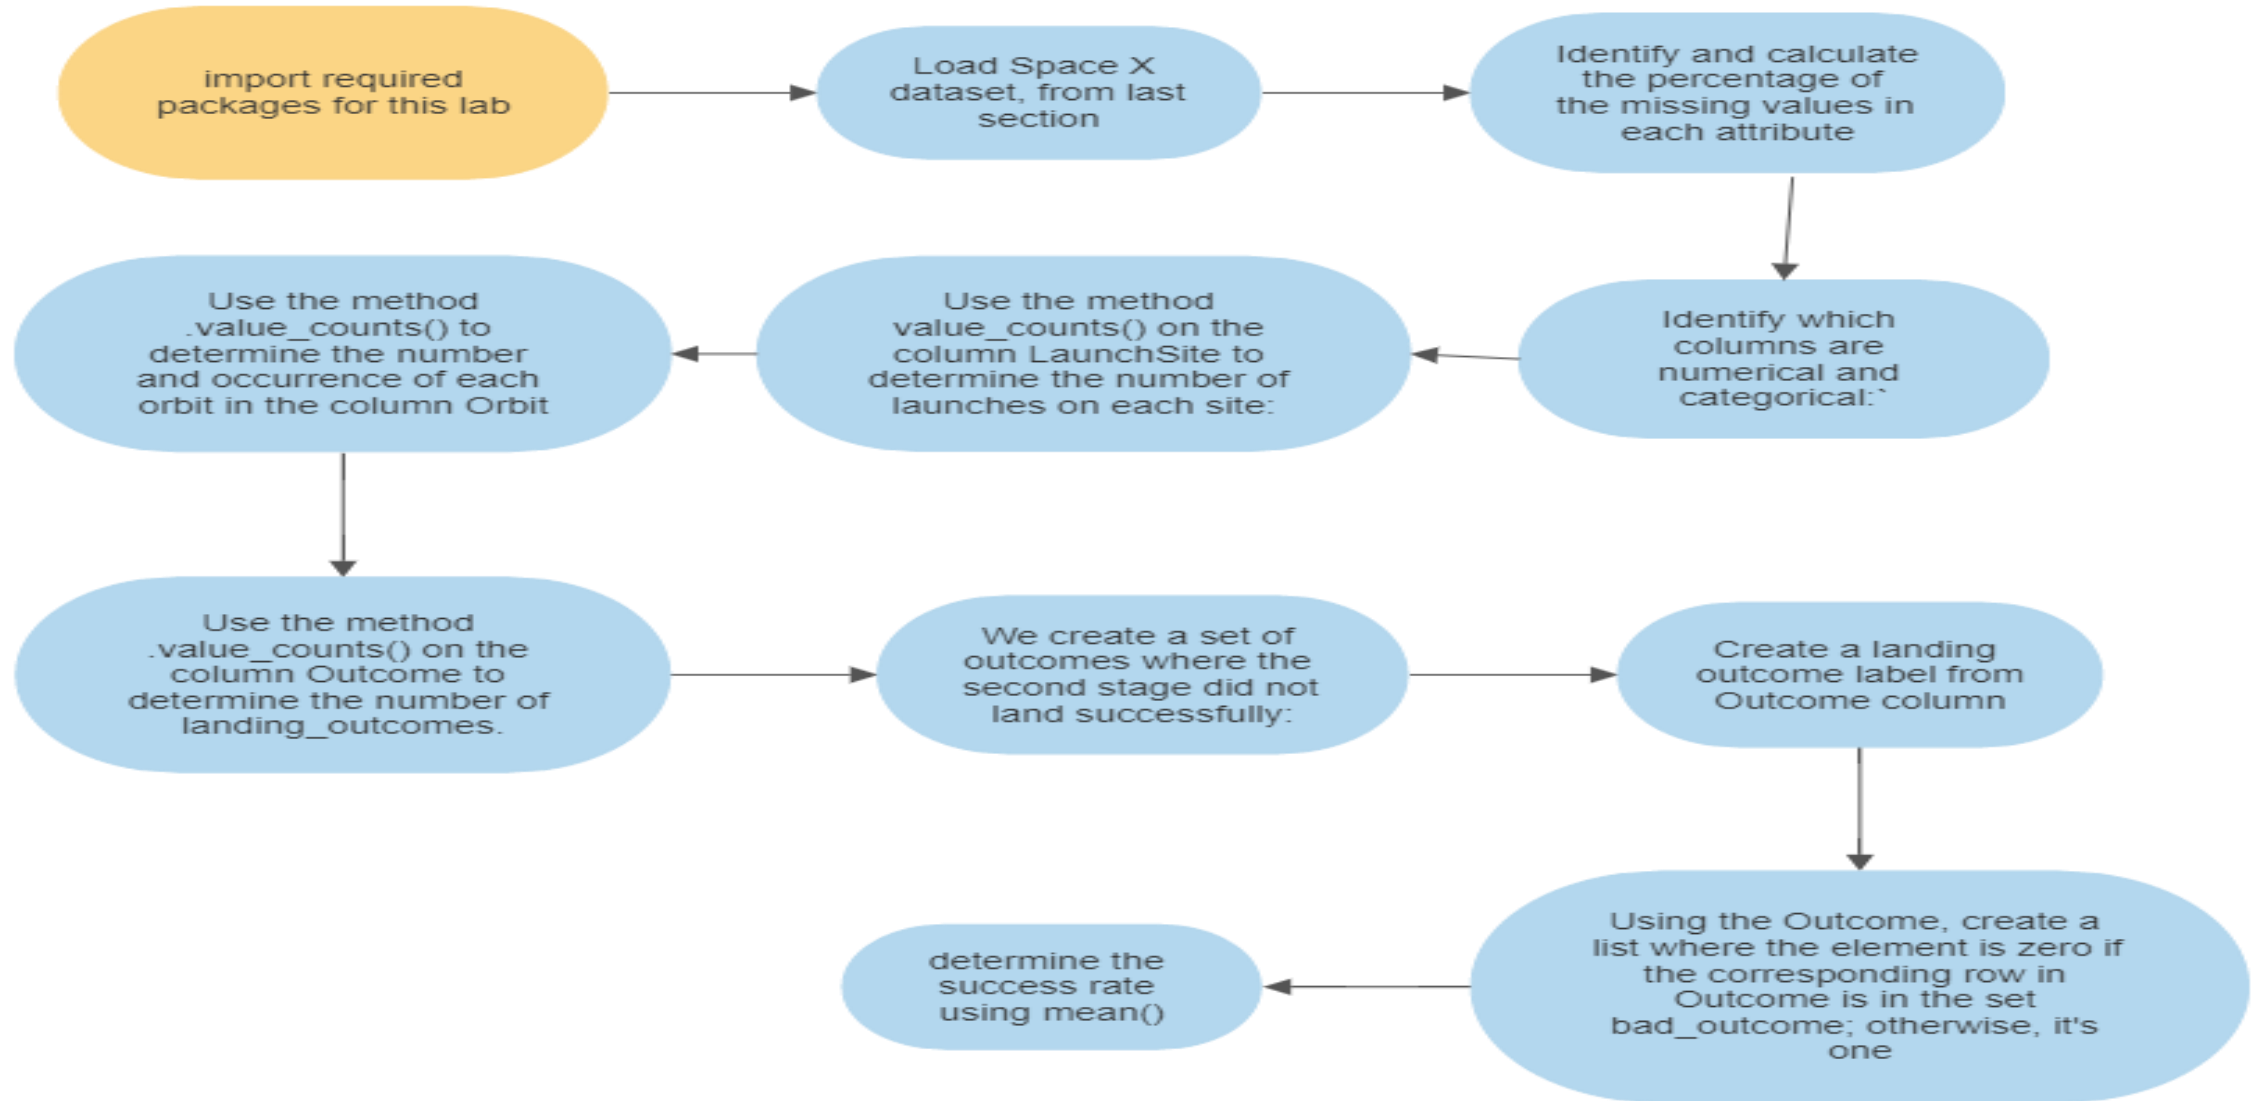 import required
packages for this lab
Load Space X
dataset, from last
section
Identify and calculate
the percentage of
the missing values in
each attribute
Identify which
columns are
numerical and
categorical:`
Use the method
value_counts() on the
column LaunchSite to
determine the number of
launches on each site:
Use the method
.value_counts() to
determine the number
and occurrence of each
orbit in the column Orbit
Use the method
.value_counts() on the
column Outcome to
determine the number of
landing_outcomes.
We create a set of
outcomes where the
second stage did not
land successfully:
Create a landing
outcome label from
Outcome column
Using the Outcome, create a
list where the element is zero if
the corresponding row in
Outcome is in the set
bad_outcome; otherwise, it's
one
determine the
success rate
using mean()